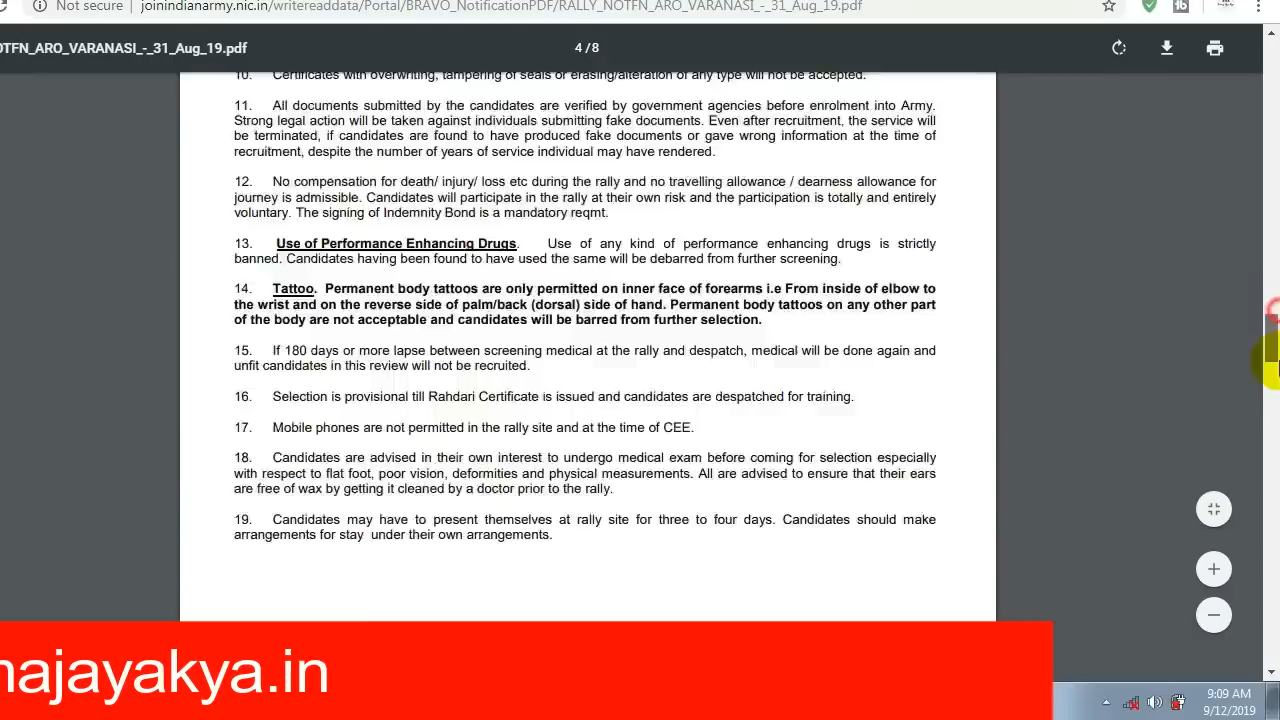 Not secure | joinindianarmy.nic.in/writereaddata/Portal/BRAVO_NotificationPDF/RALLY_NOTFN_ARO_VARANASI_-_31_Aug_19.pdf
OTFN_ARO_VARANASI_-_31_Aug_19.pdf 4 / 8
10. Certificates with overwriting, tampering of seals or erasing/alteration of any type will not be accepted.
11. All documents submitted by the candidates are verified by government agencies before enrolment into Army.
Strong legal action will be taken against individuals submitting fake documents. Even after recruitment, the service will
be terminated, if candidates are found to have produced fake documents or gave wrong information at the time of
recruitment, despite the number of years of service individual may have rendered.
12. No compensation for death/ injury/ loss etc during the rally and no travelling allowance / dearness allowance for
journey is admissible. Candidates will participate in the rally at their own risk and the participation is totally and entirely
voluntary. The signing of Indemnity Bond is a mandatory reqmt.
13. Use of Performance Enhancing Drugs. Use of any kind of performance enhancing drugs is strictly
banned. Candidates having been found to have used the same will be debarred from further screening.
14. Tattoo. Permanent body tattoos are only permitted on inner face of forearms i.e From inside of elbow to
the wrist and on the reverse side of palm/back (dorsal) side of hand. Permanent body tattoos on any other part
of the body are not acceptable and candidates will be barred from further selection.
15. If 180 days or more lapse between screening medical at the rally and despatch, medical will be done again and
unfit candidates in this review will not be recruited.
16. Selection is provisional till Rahdari Certificate is issued and candidates are despatched for training.
17. Mobile phones are not permitted in the rally site and at the time of CEE.
18. Candidates are advised in their own interest to undergo medical exam before coming for selection especially
with respect to flat foot, poor vision, deformities and physical measurements. All are advised to ensure that their ears
are free of wax by getting it cleaned by a doctor prior to the rally.
19. Candidates may have to present themselves at rally site for three to four days. Candidates should make
arrangements for stay under their own arrangements.
majayakya.in
9:09 AM
9/12/2019